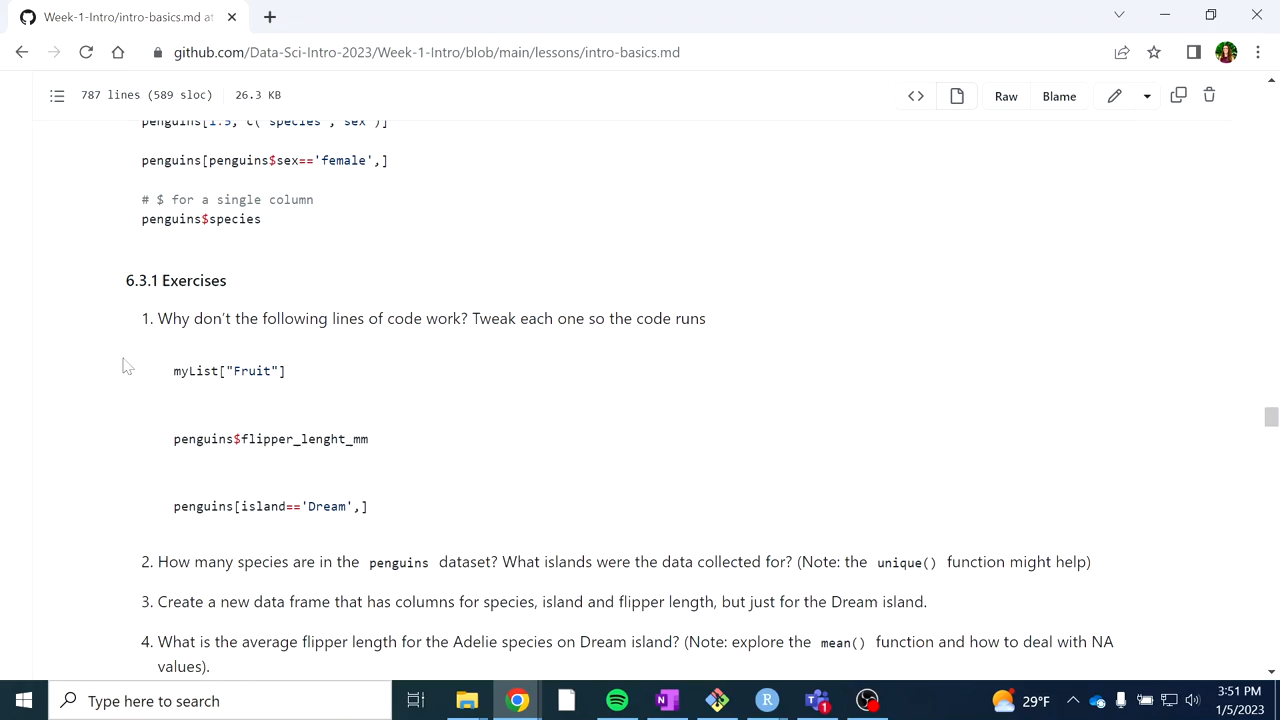 Week-1-Intro/intro-basics.md at
github.com/Data-Sci-Intro-2023/Week-1-Intro/blob/main/lessons/intro-basics.md
787 lines (589 sloc) 26.3 KB
Raw Blame
penguins[1:5, c('species','sex')]
penguins[penguins$sex=='female',]
# $ for a single column
penguins$species
6.3.1 Exercises
1. Why don't the following lines of code work? Tweak each one so the code runs
myList["Fruit"]
penguins$flipper_lenght_mm
penguins[island=='Dream',]
2. How many species are in the penguins dataset? What islands were the data collected for? (Note: the unique() function might help)
3. Create a new data frame that has columns for species, island and flipper length, but just for the Dream island.
4. What is the average flipper length for the Adelie species on Dream island? (Note: explore the mean() function and how to deal with NA
values).
Type here to search
29°F
3:51 PM
1/5/2023